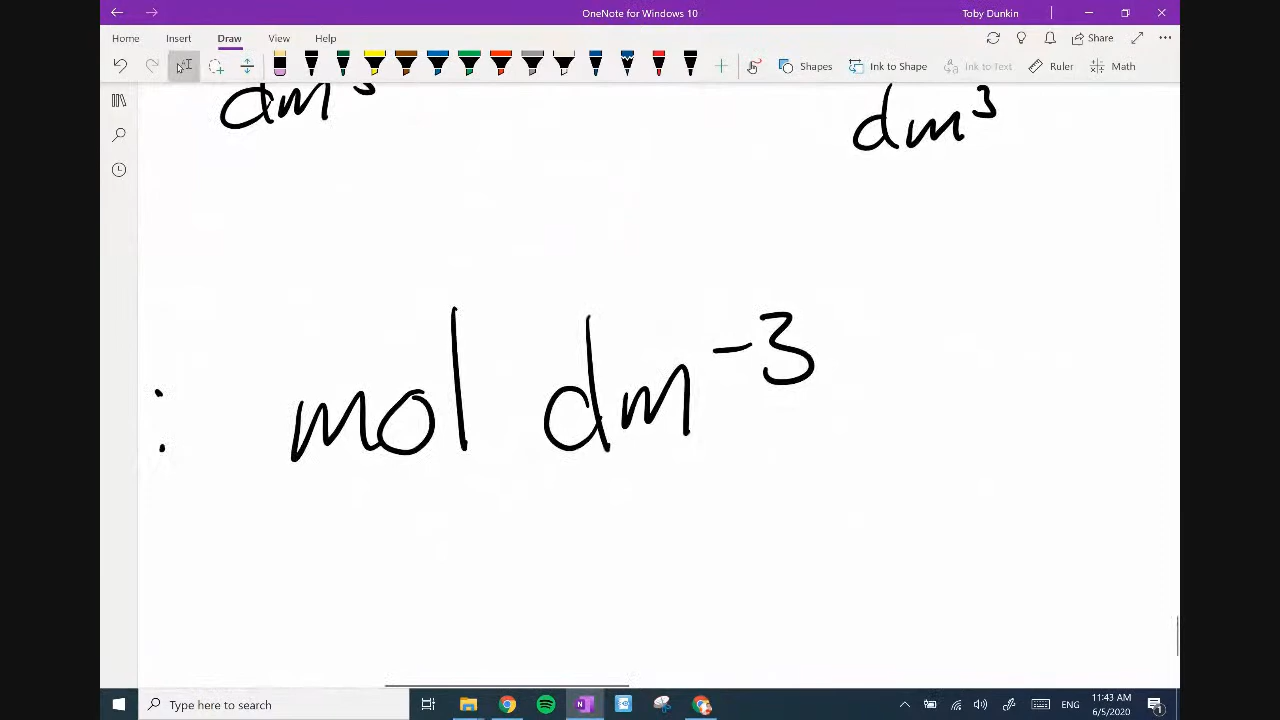 OneNote for Windows 10
Toby Dunkin
Home Insert Draw View Help
Share
Shapes Ink to Shape Ink to Text Ruler Math
dm³ dm³
: mol dm⁻³
Type here to search
ENG
11:43 AM
6/5/2020
1